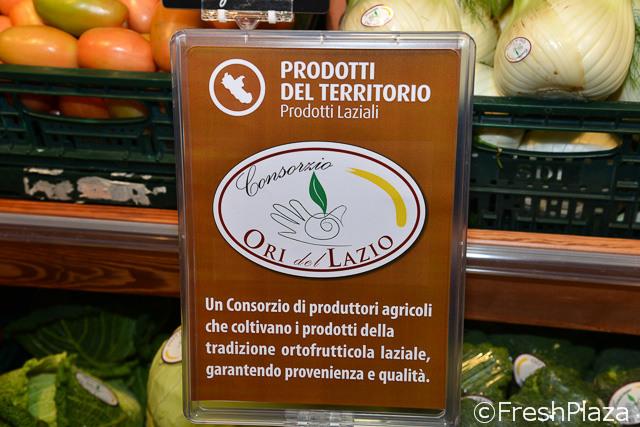 PRODOTTI
DEL TERRITORIO
Prodotti Laziali
Consorzio
ORI del LAZIO
Un Consorzio di produttori agricoli
che coltivano i prodotti della
tradizione ortofrutticola laziale,
garantendo provenienza e qualità.
©FreshPlaza